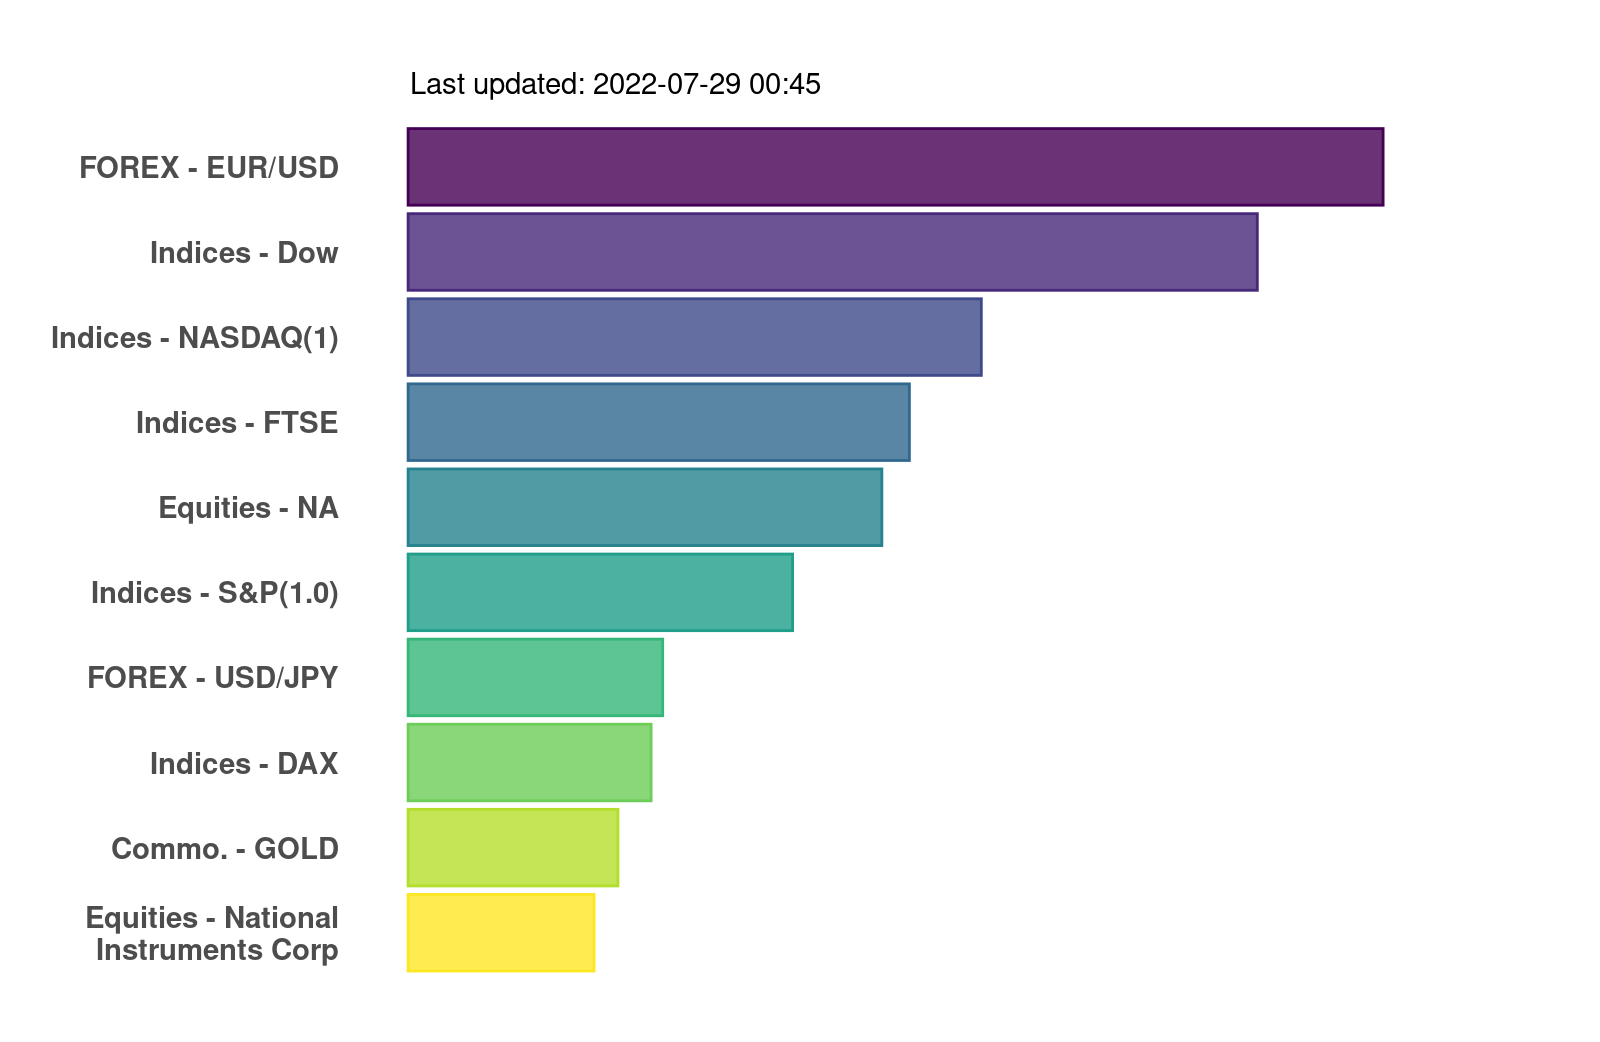 Last updated: 2022-07-29 00:45
FOREX - EUR/USD
Indices - Dow
Indices - NASDAQ(1)
Indices - FTSE
Equities - NA
Indices - S&P(1.0)
FOREX - USD/JPY
Indices - DAX
Commo. - GOLD
Equities - National
Instruments Corp